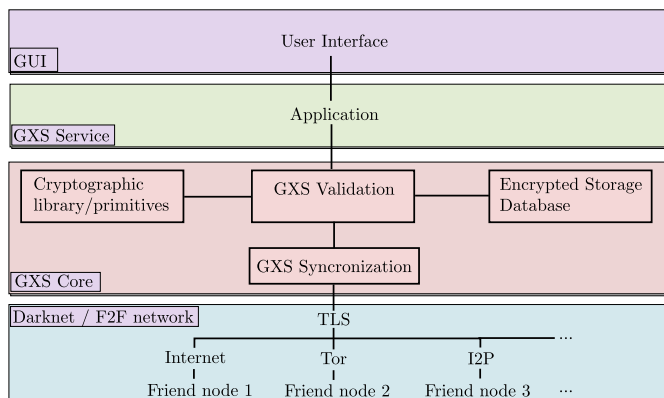 User Interface
GUI
Application
GXS Service
Cryptographic
library/primitives
GXS Validation
Encrypted Storage
Database
GXS Syncronization
GXS Core
Darknet / F2F network
TLS
...
Internet
Tor
I2P
Friend node 1
Friend node 2
Friend node 3
...